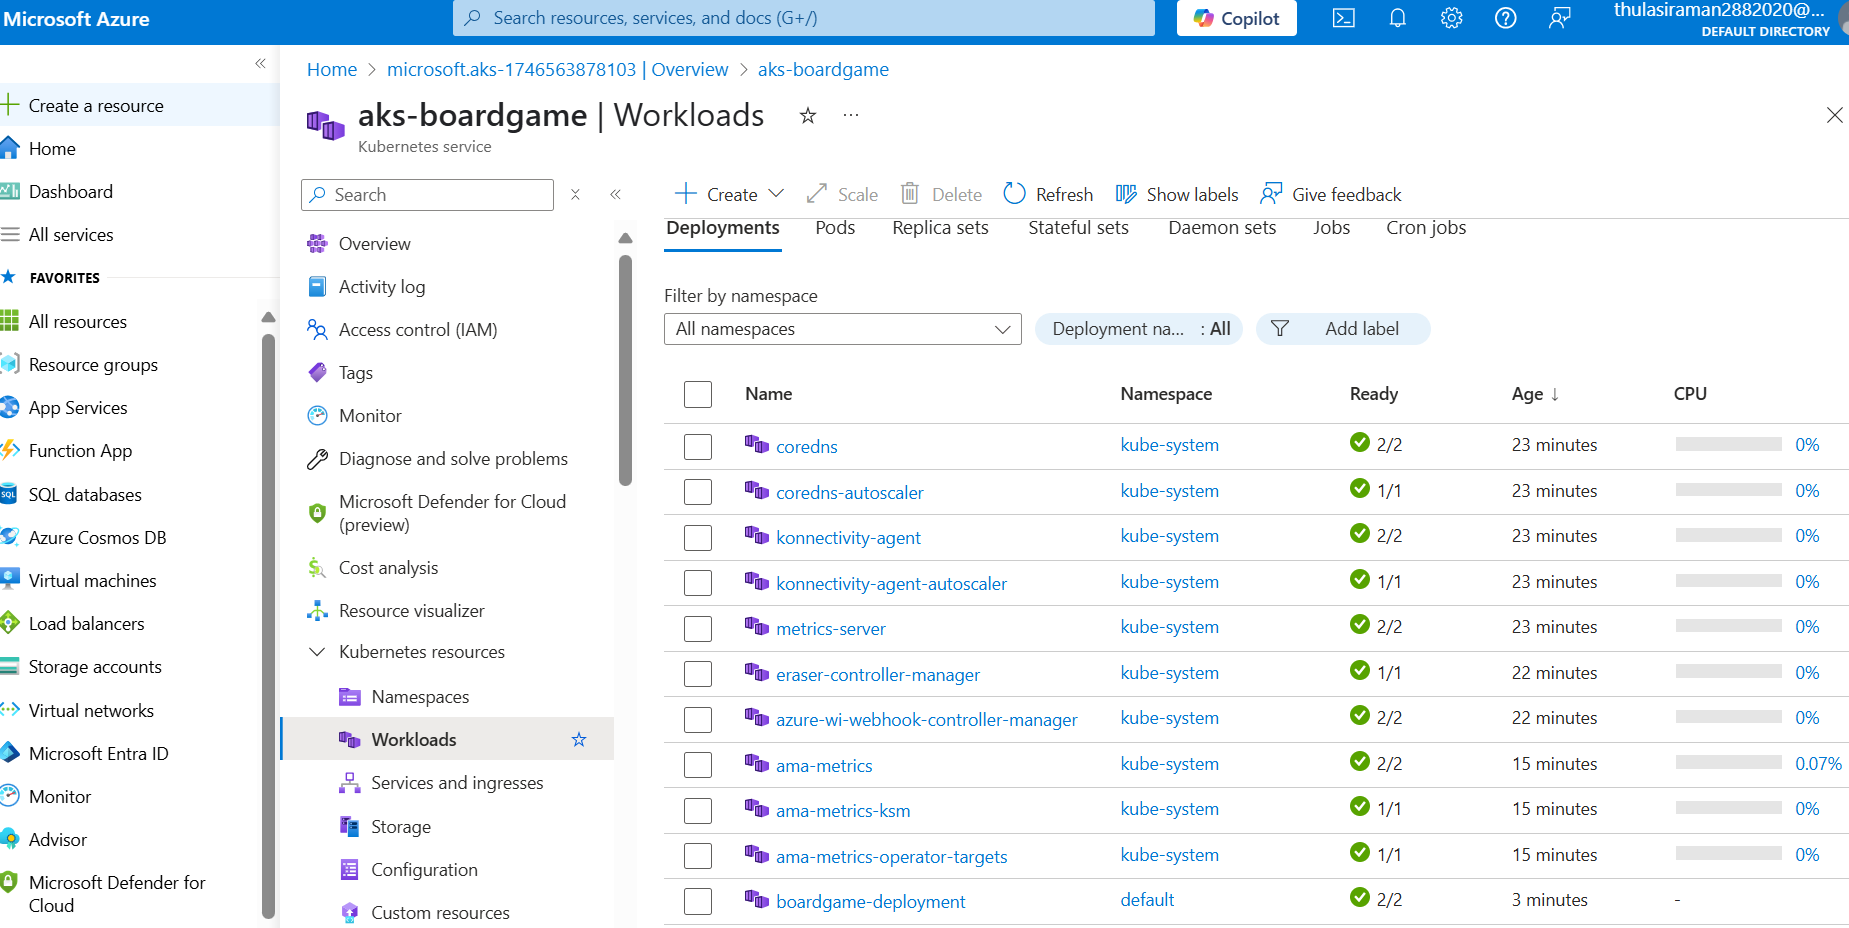 Microsoft Azure
Search resources, services, and docs (G+/)
Copilot
thulasiraman2882020@...
DEFAULT DIRECTORY
Create a resource
Home
Dashboard
All services
FAVORITES
All resources
Resource groups
App Services
Function App
SQL databases
Azure Cosmos DB
Virtual machines
Load balancers
Storage accounts
Virtual networks
Microsoft Entra ID
Monitor
Advisor
Microsoft Defender for
Cloud
Home > microsoft.aks-1746563878103 | Overview > aks-boardgame
aks-boardgame | Workloads
Kubernetes service
Search
Overview
Activity log
Access control (IAM)
Tags
Monitor
Diagnose and solve problems
Microsoft Defender for Cloud
(preview)
Cost analysis
Resource visualizer
Kubernetes resources
Namespaces
Workloads
Services and ingresses
Storage
Configuration
Custom resources
Create Scale Delete Refresh Show labels Give feedback
Deployments Pods Replica sets Stateful sets Daemon sets Jobs Cron jobs
Filter by namespace
All namespaces Deployment na... : All Add label
Name Namespace Ready Age ↓ CPU
coredns kube-system 2/2 23 minutes 0%
coredns-autoscaler kube-system 1/1 23 minutes 0%
konnectivity-agent kube-system 2/2 23 minutes 0%
konnectivity-agent-autoscaler kube-system 1/1 23 minutes 0%
metrics-server kube-system 2/2 23 minutes 0%
eraser-controller-manager kube-system 1/1 22 minutes 0%
azure-wi-webhook-controller-manager kube-system 2/2 22 minutes 0%
ama-metrics kube-system 2/2 15 minutes 0.07%
ama-metrics-ksm kube-system 1/1 15 minutes 0%
ama-metrics-operator-targets kube-system 1/1 15 minutes 0%
boardgame-deployment default 2/2 3 minutes -